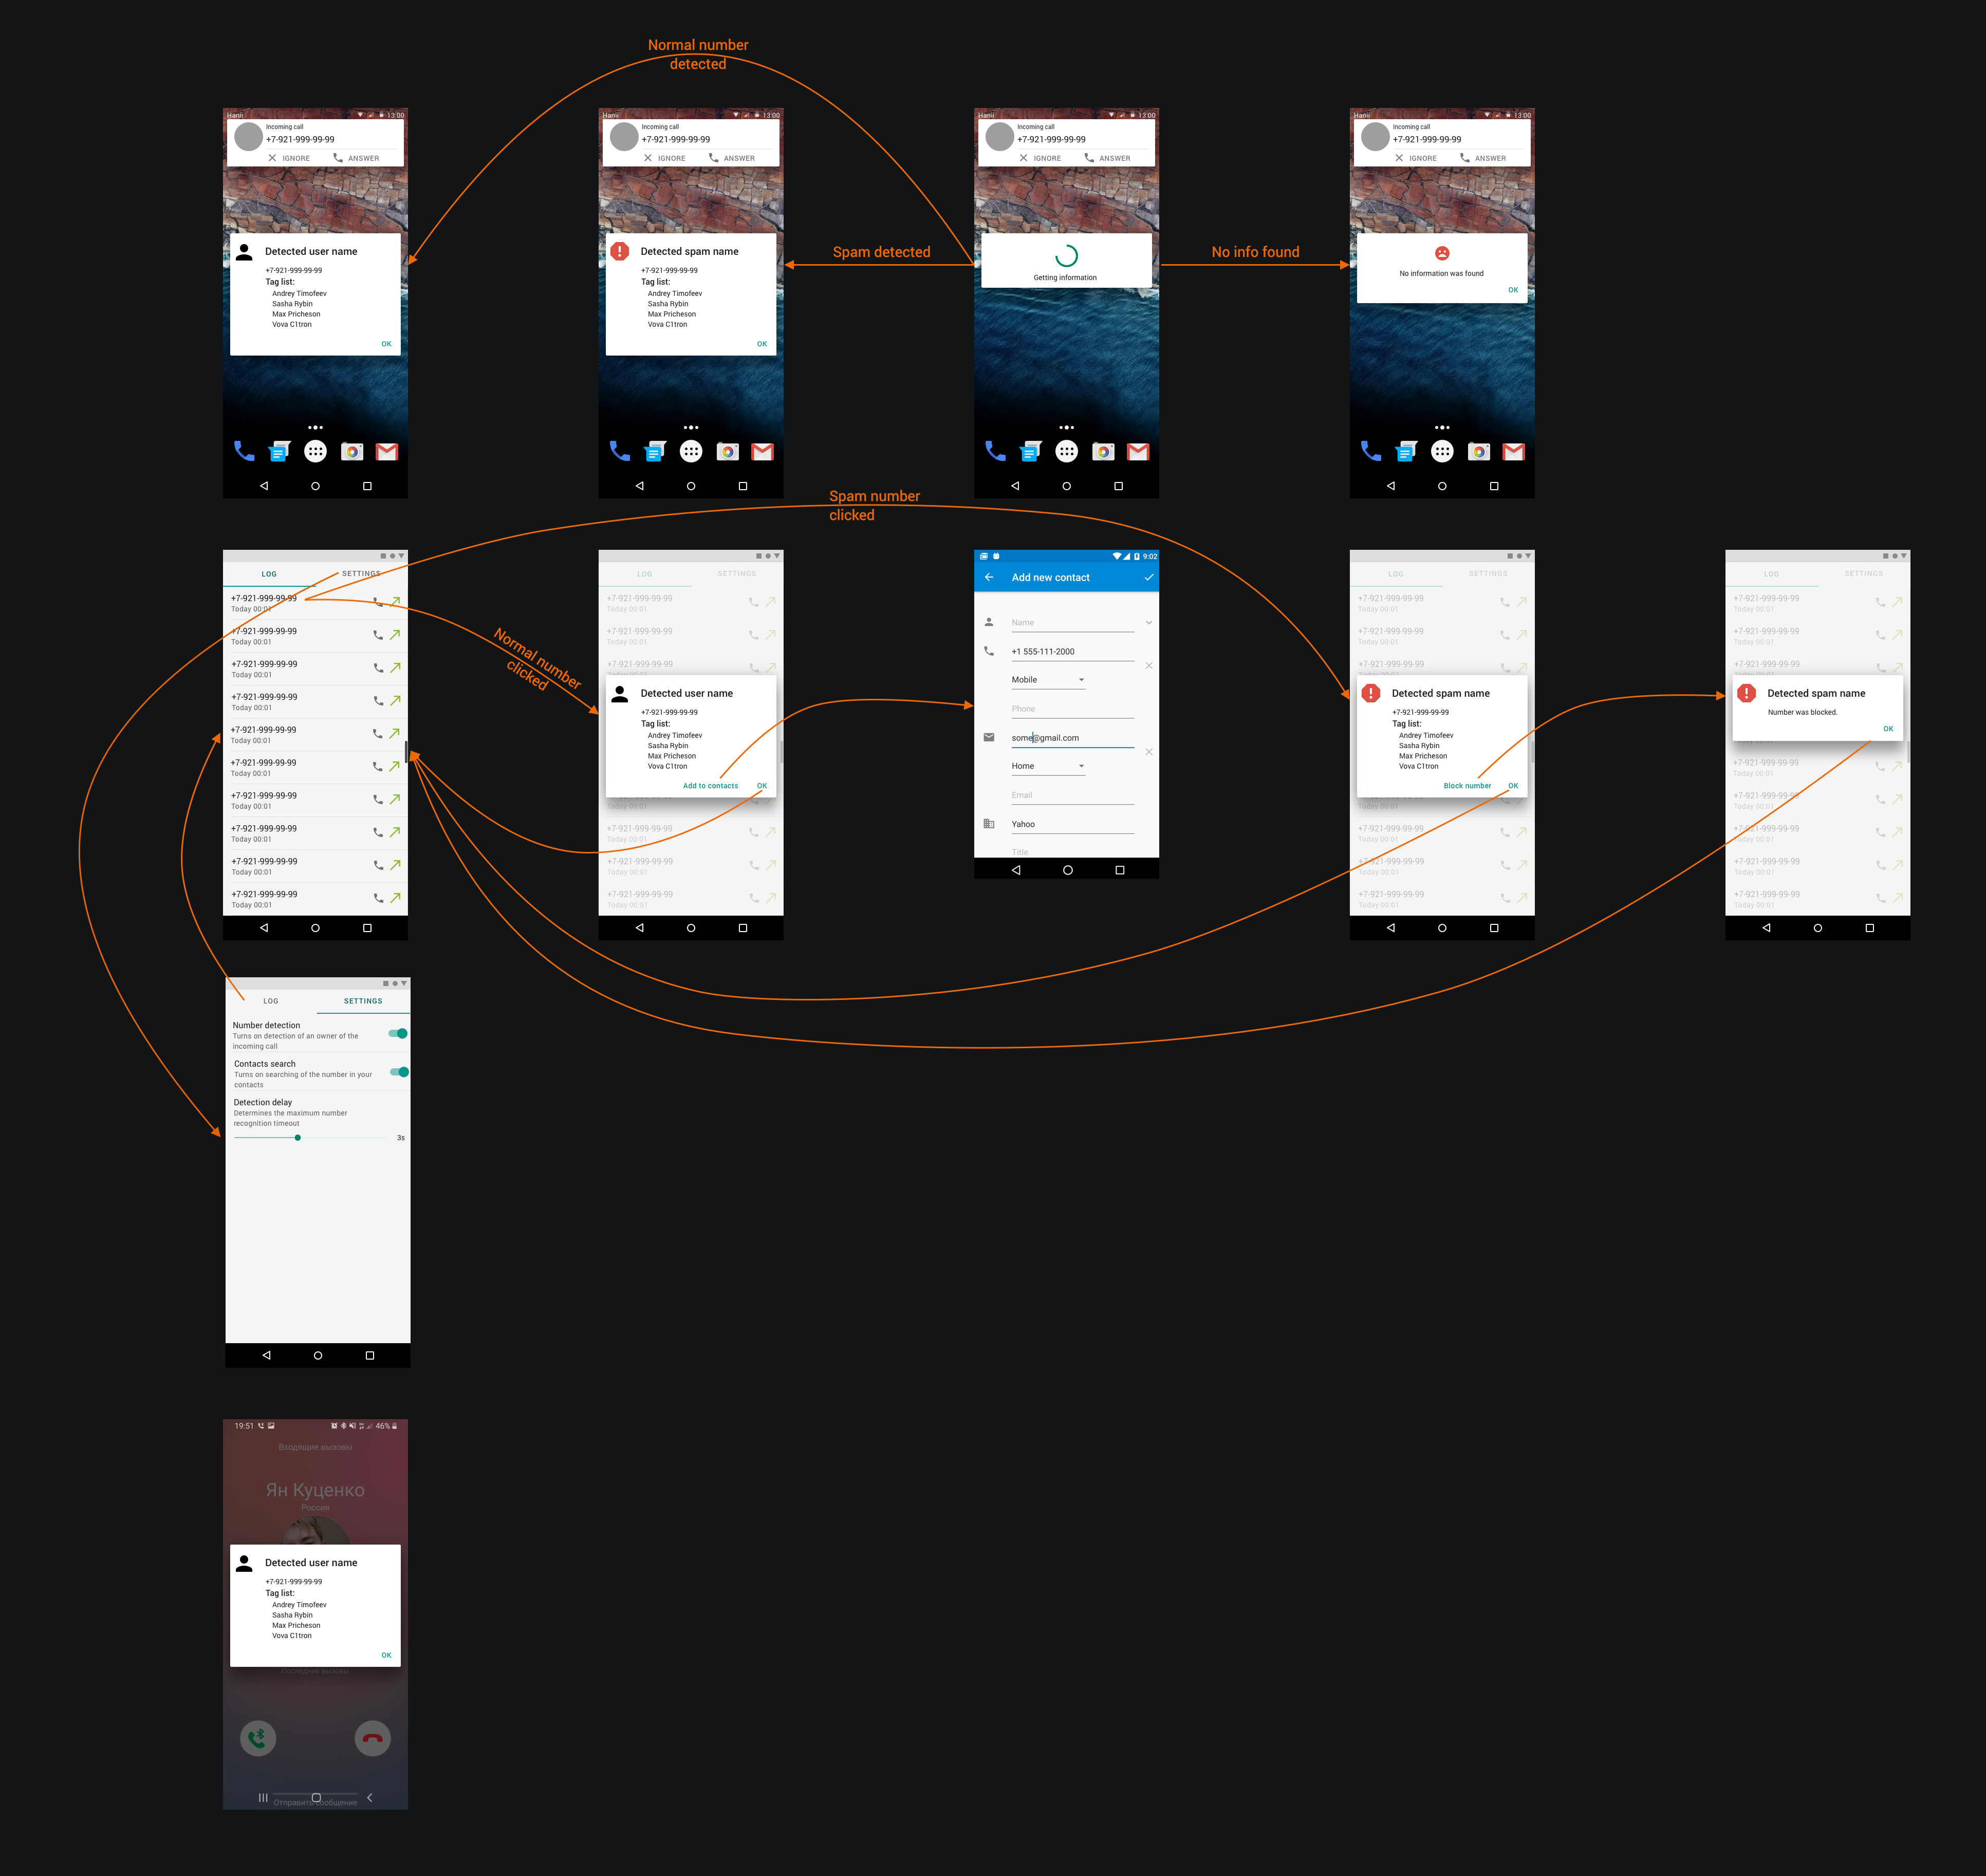 Normal number
detected
Hanii 13:00
Incoming call
+7-921-999-99-99
IGNORE ANSWER
Detected user name
+7-921-999-99-99
Tag list:
Andrey Timofeev
Sasha Rybin
Max Pricheson
Vova C1tron
OK
Hanii 13:00
Incoming call
+7-921-999-99-99
IGNORE ANSWER
Detected spam name
+7-921-999-99-99
Tag list:
Andrey Timofeev
Sasha Rybin
Max Pricheson
Vova C1tron
OK
Spam detected
Hanii 13:00
Incoming call
+7-921-999-99-99
IGNORE ANSWER
Getting information
No info found
Hanii 13:00
Incoming call
+7-921-999-99-99
IGNORE ANSWER
No information was found
OK
Spam number
clicked
LOG SETTINGS
+7-921-999-99-99
Today 00:01
+7-921-999-99-99
Today 00:01
+7-921-999-99-99
Today 00:01
+7-921-999-99-99
Today 00:01
+7-921-999-99-99
Today 00:01
+7-921-999-99-99
Today 00:01
+7-921-999-99-99
Today 00:01
+7-921-999-99-99
Today 00:01
+7-921-999-99-99
Today 00:01
+7-921-999-99-99
Today 00:01
Normal number
clicked
LOG SETTINGS
+7-921-999-99-99
Today 00:01
+7-921-999-99-99
Today 00:01
+7-921-999-99-99
Detected user name
+7-921-999-99-99
Tag list:
Andrey Timofeev
Sasha Rybin
Max Pricheson
Vova C1tron
Add to contacts OK
Today 00:01
+7-921-999-99-99
Today 00:01
+7-921-999-99-99
Today 00:01
+7-921-999-99-99
Today 00:01
9:02
Add new contact
Name
+1 555-111-2000
Mobile
Phone
some@gmail.com
Home
Email
Yahoo
Title
LOG SETTINGS
+7-921-999-99-99
Today 00:01
+7-921-999-99-99
Today 00:01
+7-921-999-99-99
Detected spam name
+7-921-999-99-99
Tag list:
Andrey Timofeev
Sasha Rybin
Max Pricheson
Vova C1tron
Block number OK
Today 00:01
+7-921-999-99-99
Today 00:01
+7-921-999-99-99
Today 00:01
+7-921-999-99-99
Today 00:01
LOG SETTINGS
+7-921-999-99-99
Today 00:01
+7-921-999-99-99
Today 00:01
+7-921-999-99-99
Detected spam name
Number was blocked.
OK
+7-921-999-99-99
Today 00:01
+7-921-999-99-99
Today 00:01
+7-921-999-99-99
Today 00:01
+7-921-999-99-99
Today 00:01
+7-921-999-99-99
Today 00:01
LOG SETTINGS
Number detection
Turns on detection of an owner of the
incoming call
Contacts search
Turns on searching of the number in your
contacts
Detection delay
Determines the maximum number
recognition timeout
3s
19:51 46%
Входящие вызовы
Ян Куценко
Россия
Detected user name
+7-921-999-99-99
Tag list:
Andrey Timofeev
Sasha Rybin
Max Pricheson
Vova C1tron
OK
Последние вызовы
Отправить сообщение